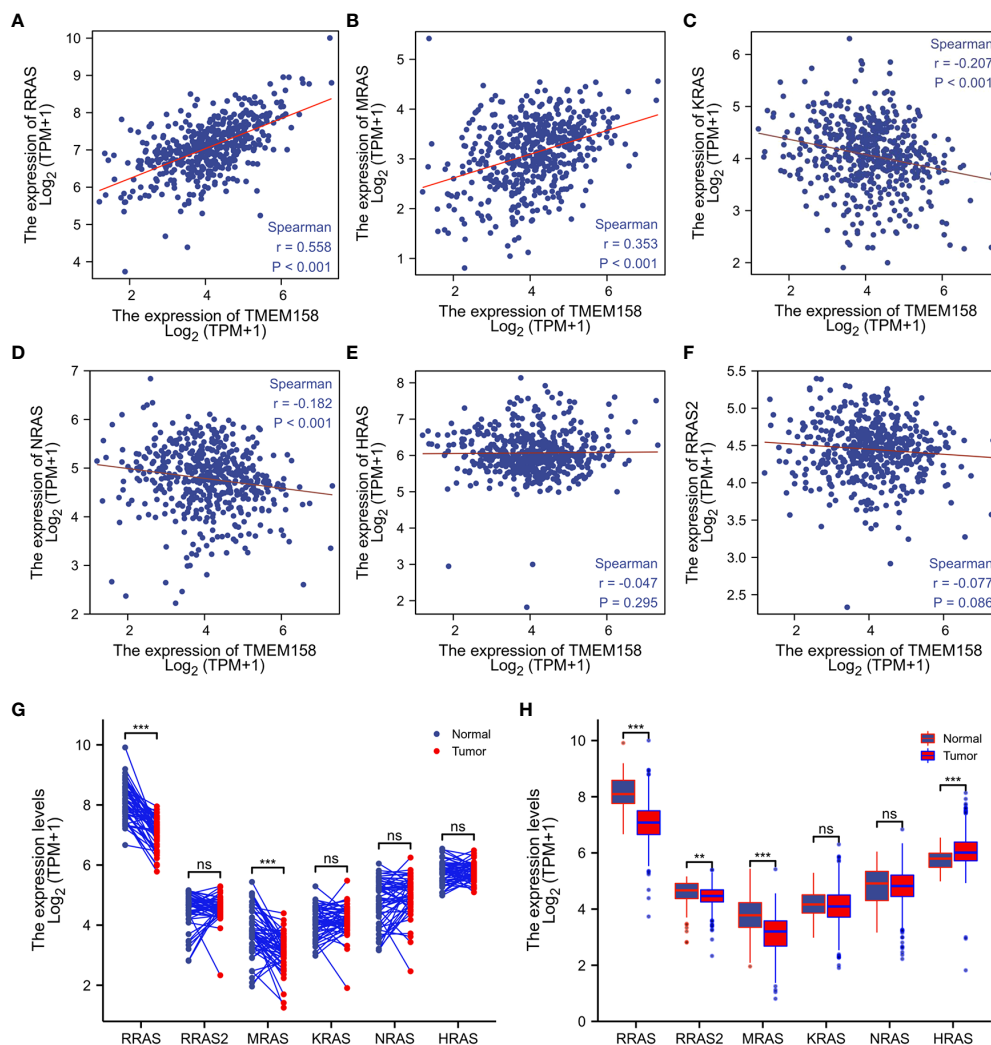 A
The expression of RRAS
Log2 (TPM+1)
10
9
8
7
6
5
4
Spearman
r = 0.558
P < 0.001
2 4 6
The expression of TMEM158
Log2 (TPM+1)
B
The expression of MRAS
Log2 (TPM+1)
5
4
3
2
1
Spearman
r = 0.353
P < 0.001
2 4 6
The expression of TMEM158
Log2 (TPM+1)
C
The expression of KRAS
Log2 (TPM+1)
6
5
4
3
2
Spearman
r = -0.207
P < 0.001
2 4 6
The expression of TMEM158
Log2 (TPM+1)
D
The expression of NRAS
Log2 (TPM+1)
7
6
5
4
3
2
Spearman
r = -0.182
P < 0.001
2 4 6
The expression of TMEM158
Log2 (TPM+1)
E
The expression of HRAS
Log2 (TPM+1)
8
7
6
5
4
3
2
Spearman
r = -0.047
P = 0.295
2 4 6
The expression of TMEM158
Log2 (TPM+1)
F
The expression of RRAS2
Log2 (TPM+1)
5.5
5.0
4.5
4.0
3.5
3.0
2.5
Spearman
r = -0.077
P = 0.086
2 4 6
The expression of TMEM158
Log2 (TPM+1)
G
The expression levels
Log2 (TPM+1)
10
8
6
4
2
*** ns *** ns ns ns
Normal
Tumor
RRAS RRAS2 MRAS KRAS NRAS HRAS
H
The expression levels
Log2 (TPM+1)
10
8
6
4
2
0
*** ** *** ns ns ***
Normal
Tumor
RRAS RRAS2 MRAS KRAS NRAS HRAS